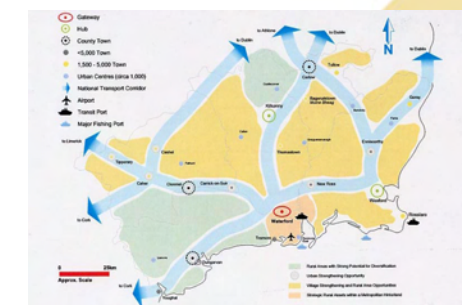 Gateway
Hub
County Town
<5,000 Town
1,500 - 5,000 Town
Urban Centres (circa 1,000)
National Transport Corridor
Airport
Transit Port
Major Fishing Port
to Dublin
to Athlone
to Dublin
N
to Dublin
Carlow
Tullow
Bagenalstown
Kilkenny
Gorey
to Limerick
Cashel
Thomastown
Enniscorthy
Tipperary
Cahir
Clonmel
Carrick-on-Suir
New Ross
Wexford
Rosslare
to Cork
Waterford
Tramore
Dungarvan
0 20km
Approx. Scale
to Cork
Youghal
Rural Areas with Strong Potential for Diversification
Urban Strengthening Opportunity
Village Strengthening and Rural Area Opportunities
Strategic Rural Assets within a Metropolitan Hinterland